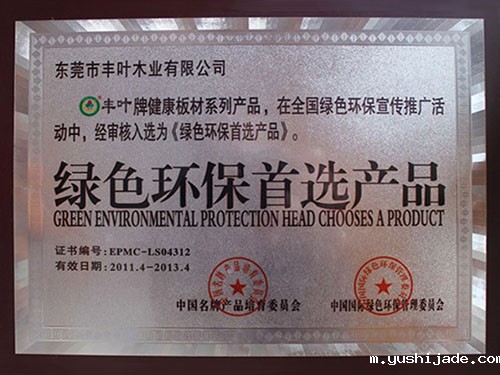 东莞市丰叶木业有限公司
丰叶牌健康板材系列产品，在全国绿色环保宣传推广活
动中，经审核入选为《绿色环保首选产品》。
绿色环保首选产品
GREEN ENVIRONMENTAL PROTECTION HEAD CHOOSES A PRODUCT
证书编号：EPMC-LS04312
有效日期：2011.4-2013.4
中国名牌产品培育委员会
中国国际绿色环保管理委员会
m.yushijade.com